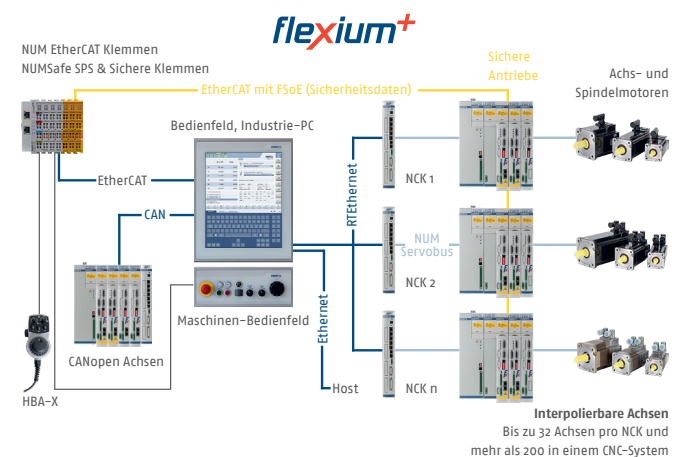 flexium+
NUM EtherCAT Klemmen
NUMSafe SPS & Sichere Klemmen
Sichere
Antriebe
Achs- und
Spindelmotoren
EtherCAT mit FSoE (Sicherheitsdaten)
Bedienfeld, Industrie-PC
EtherCAT
CAN
RTEthernet
NCK 1
NUM
Servobus
NCK 2
CANopen Achsen
Maschinen-Bedienfeld
Ethernet
Host
NCK n
HBA-X
Interpolierbare Achsen
Bis zu 32 Achsen pro NCK und
mehr als 200 in einem CNC-System